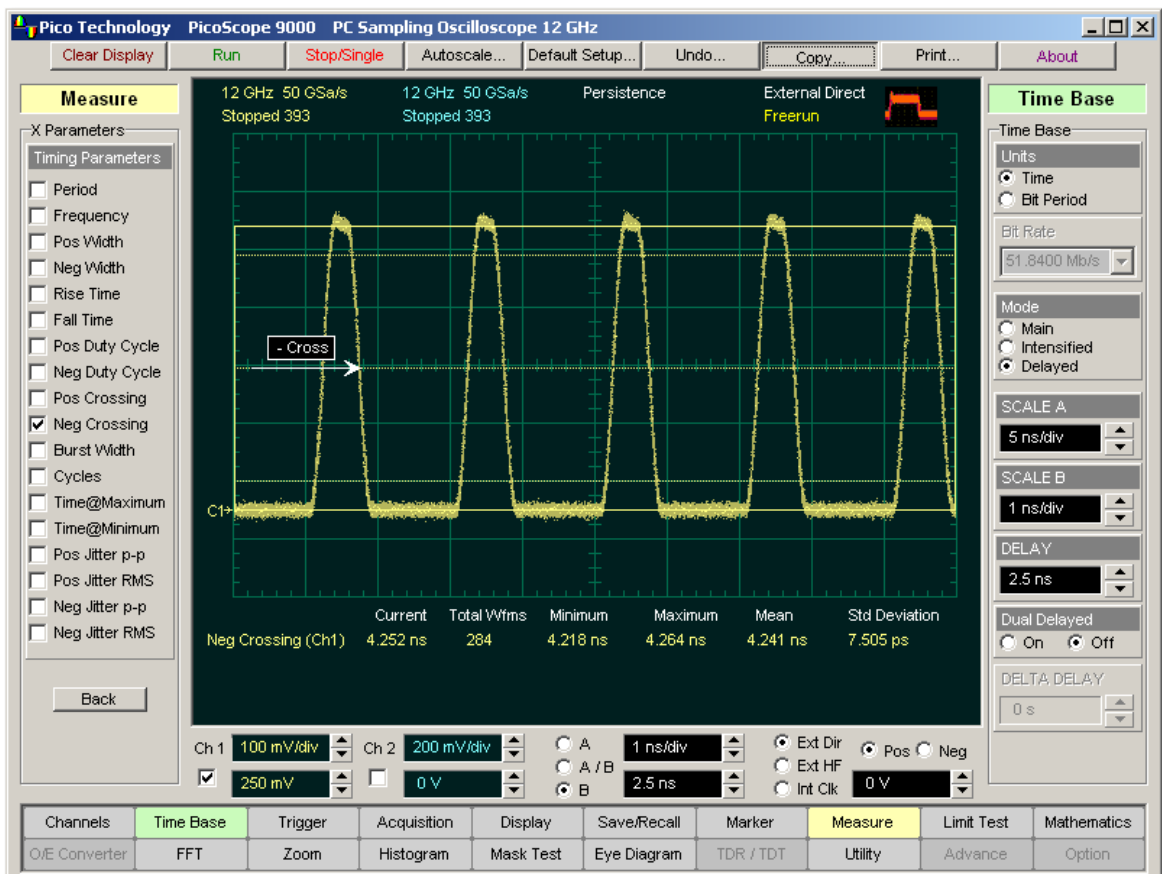 Pico Technology PicoScope 9000 PC Sampling Oscilloscope 12 GHz
Clear Display Run Stop/Single Autoscale... Default Setup... Undo... Copy... Print... About
Measure
X Parameters
Timing Parameters
Period
Frequency
Pos Width
Neg Width
Rise Time
Fall Time
Pos Duty Cycle
Neg Duty Cycle
Pos Crossing
Neg Crossing
Burst Width
Cycles
Time@Maximum
Time@Minimum
Pos Jitter p-p
Pos Jitter RMS
Neg Jitter p-p
Neg Jitter RMS
Back
12 GHz 50 GSa/s 12 GHz 50 GSa/s Persistence External Direct
Stopped 393 Stopped 393 Freerun
- Cross
C1
Current Total Wfms Minimum Maximum Mean Std Deviation
Neg Crossing (Ch1) 4.252 ns 284 4.218 ns 4.264 ns 4.241 ns 7.505 ps
Time Base
Time Base
Units
Time
Bit Period
Bit Rate
51.8400 Mb/s
Mode
Main
Intensified
Delayed
SCALE A
5 ns/div
SCALE B
1 ns/div
DELAY
2.5 ns
Dual Delayed
On Off
DELTA DELAY
0 s
Ch 1 100 mV/div Ch 2 200 mV/div A 1 ns/div Ext Dir Pos Neg
A / B Ext HF
250 mV 0 V B 2.5 ns Int Clk 0 V
Channels Time Base Trigger Acquisition Display Save/Recall Marker Measure Limit Test Mathematics
O/E Converter FFT Zoom Histogram Mask Test Eye Diagram TDR / TDT Utility Advance Option